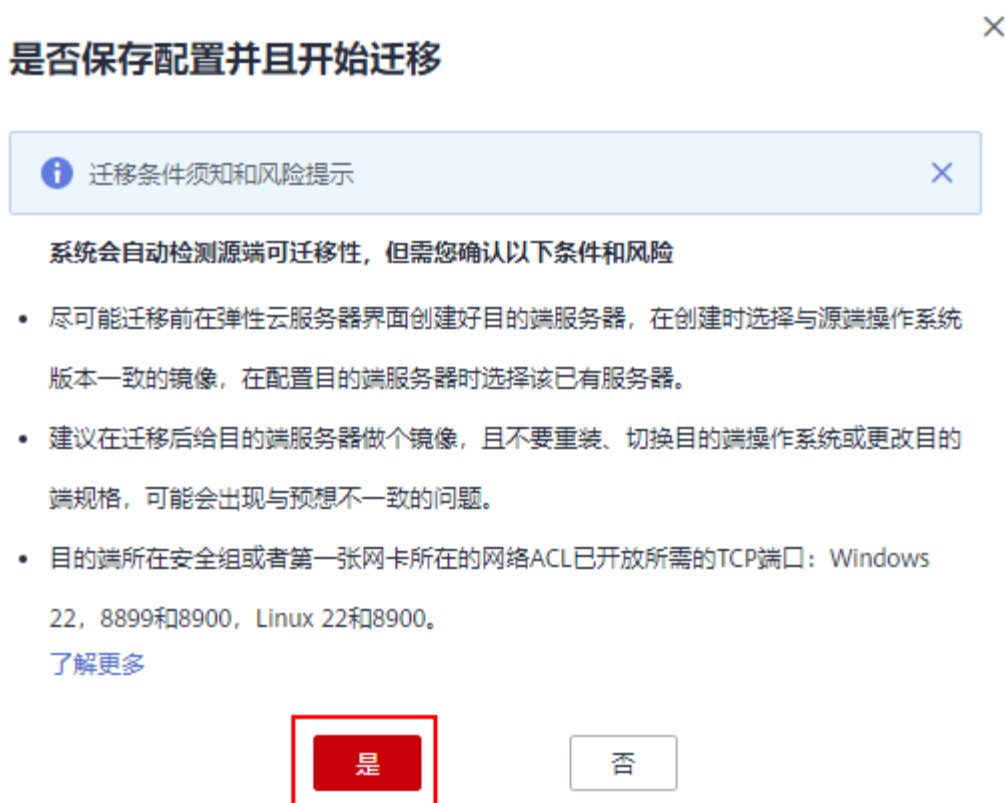 是否保存配置并且开始迁移
迁移条件须知和风险提示
系统会自动检测源端可迁移性，但需您确认以下条件和风险
• 尽可能迁移前在弹性云服务器界面创建好目的端服务器，在创建时选择与源端操作系统
版本一致的镜像，在配置目的端服务器时选择该已有服务器。
• 建议在迁移后给目的端服务器做个镜像，且不要重装、切换目的端操作系统或更改目的
端规格，可能会出现与预想不一致的问题。
• 目的端所在安全组或者第一张网卡所在的网络ACL已开放所需的TCP端口：Windows
22，8899和8900，Linux 22和8900。
了解更多
是
否